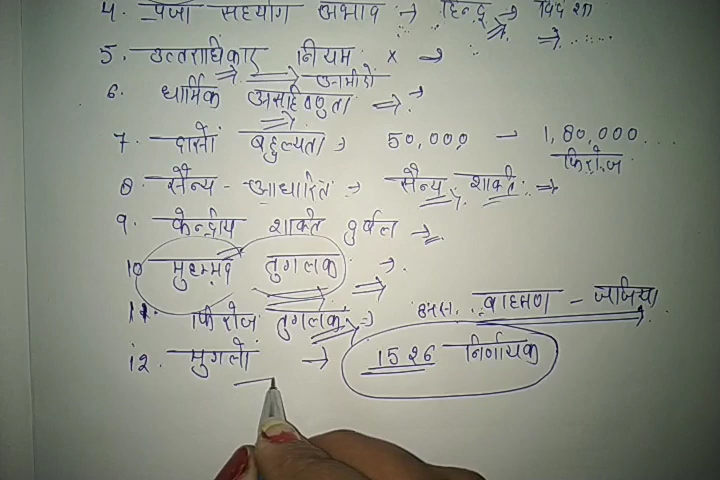 4. प्रजा सहयोग अभाव → हिन्दू → विदेशी
5. उत्तराधिकार नियम × →
अमीरों
6. धार्मिक असहिष्णुता ⇒
7. दासों बहुल्यता → 50,000 – 1,80,000...
फिरोज
8. सैन्य - आधारित → सैन्य शक्ति ⇒
9. केन्द्रीय शक्ति दुर्बल →
10 मुहम्मद तुगलक →
11. फिरोज तुगलक → ब्राह्मण – जजिया
12. मुगलों → 1526 निर्णायक